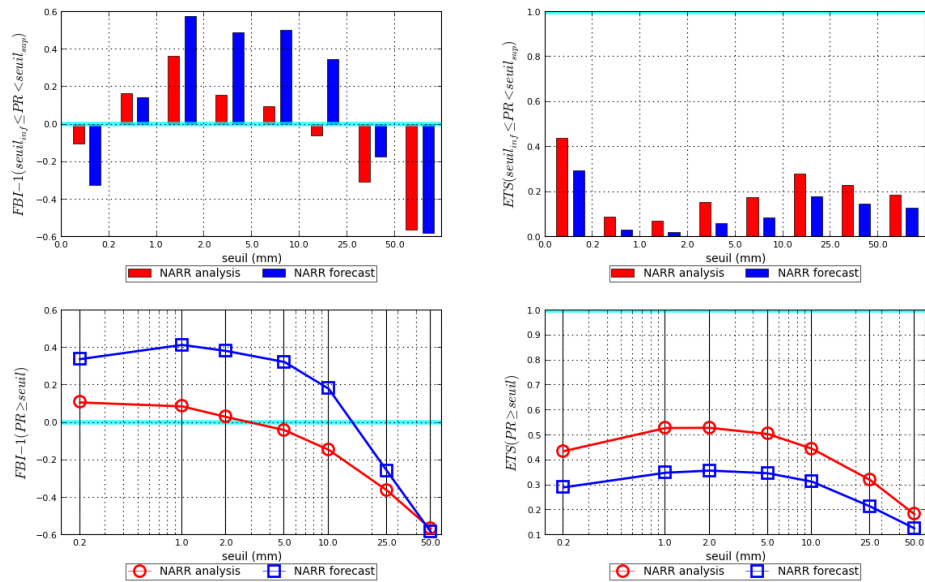 FBI−1(seuil_inf ≤ PR < seuil_sup)
0.6
0.4
0.2
0.0
−0.2
−0.4
−0.6
0.0 0.2 1.0 2.0 5.0 10.0 25.0 50.0
seuil (mm)
NARR analysis NARR forecast
ETS(seuil_inf ≤ PR < seuil_sup)
1.0
0.8
0.6
0.4
0.2
0.0
0.0 0.2 1.0 2.0 5.0 10.0 25.0 50.0
seuil (mm)
NARR analysis NARR forecast
FBI−1(PR ≥ seuil)
0.6
0.4
0.2
0.0
−0.2
−0.4
−0.6
0.2 1.0 2.0 5.0 10.0 25.0 50.0
seuil (mm)
NARR analysis NARR forecast
ETS(PR ≥ seuil)
1.0
0.9
0.8
0.7
0.6
0.5
0.4
0.3
0.2
0.1
0.2 1.0 2.0 5.0 10.0 25.0 50.0
seuil (mm)
NARR analysis NARR forecast